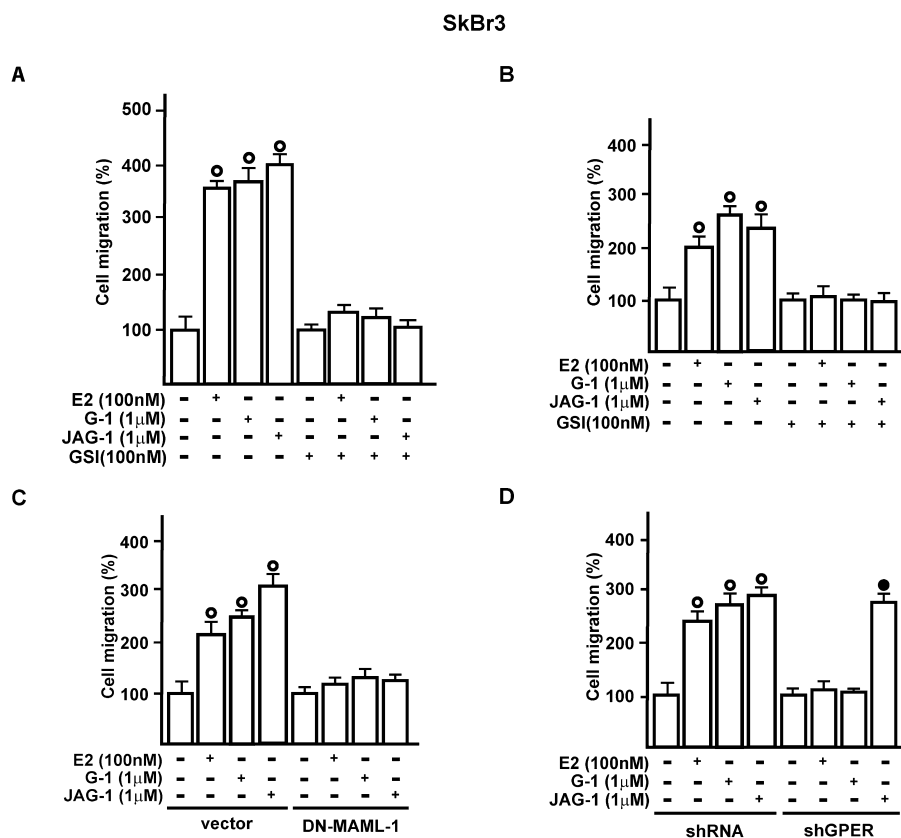 SkBr3
A
Cell migration (%)
500
400
300
200
100
E2 (100nM) - + - - - + - -
G-1 (1μM) - - + - - - + -
JAG-1 (1μM) - - - + - - - +
GSI(100nM) - - - - + + + +
B
Cell migration (%)
400
300
200
100
E2 (100nM) - + - - - + - -
G-1 (1μM) - - + - - - + -
JAG-1 (1μM) - - - + - - - +
GSI(100nM) - - - - + + + +
C
Cell migration (%)
400
300
200
100
E2 (100nM) - + - - - + - -
G-1 (1μM) - - + - - - + -
JAG-1 (1μM) - - - + - - - +
vector DN-MAML-1
D
Cell migration (%)
400
300
200
100
E2 (100nM) - + - - - + - -
G-1 (1μM) - - + - - - + -
JAG-1 (1μM) - - - + - - - +
shRNA shGPER